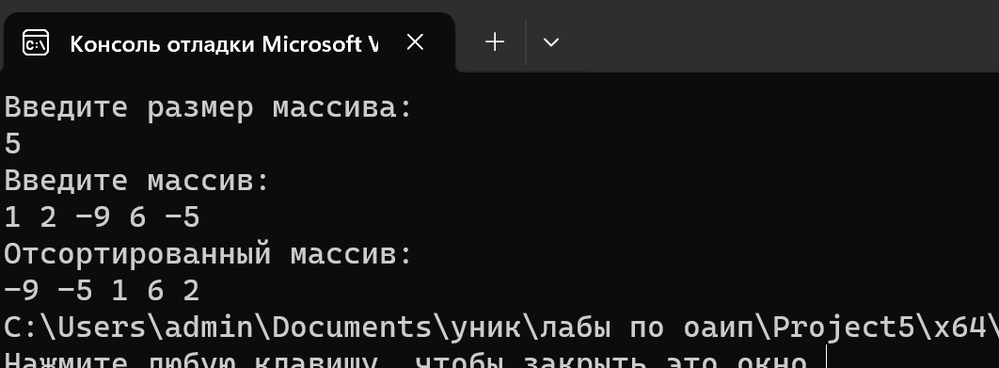 Консоль отладки Microsoft V
Введите размер массива:
5
Введите массив:
1 2 -9 6 -5
Отсортированный массив:
-9 -5 1 6 2
C:\Users\admin\Documents\уник\лабы по оаип\Project5\x64\
Нажмите любую клавишу, чтобы закрыть это окно